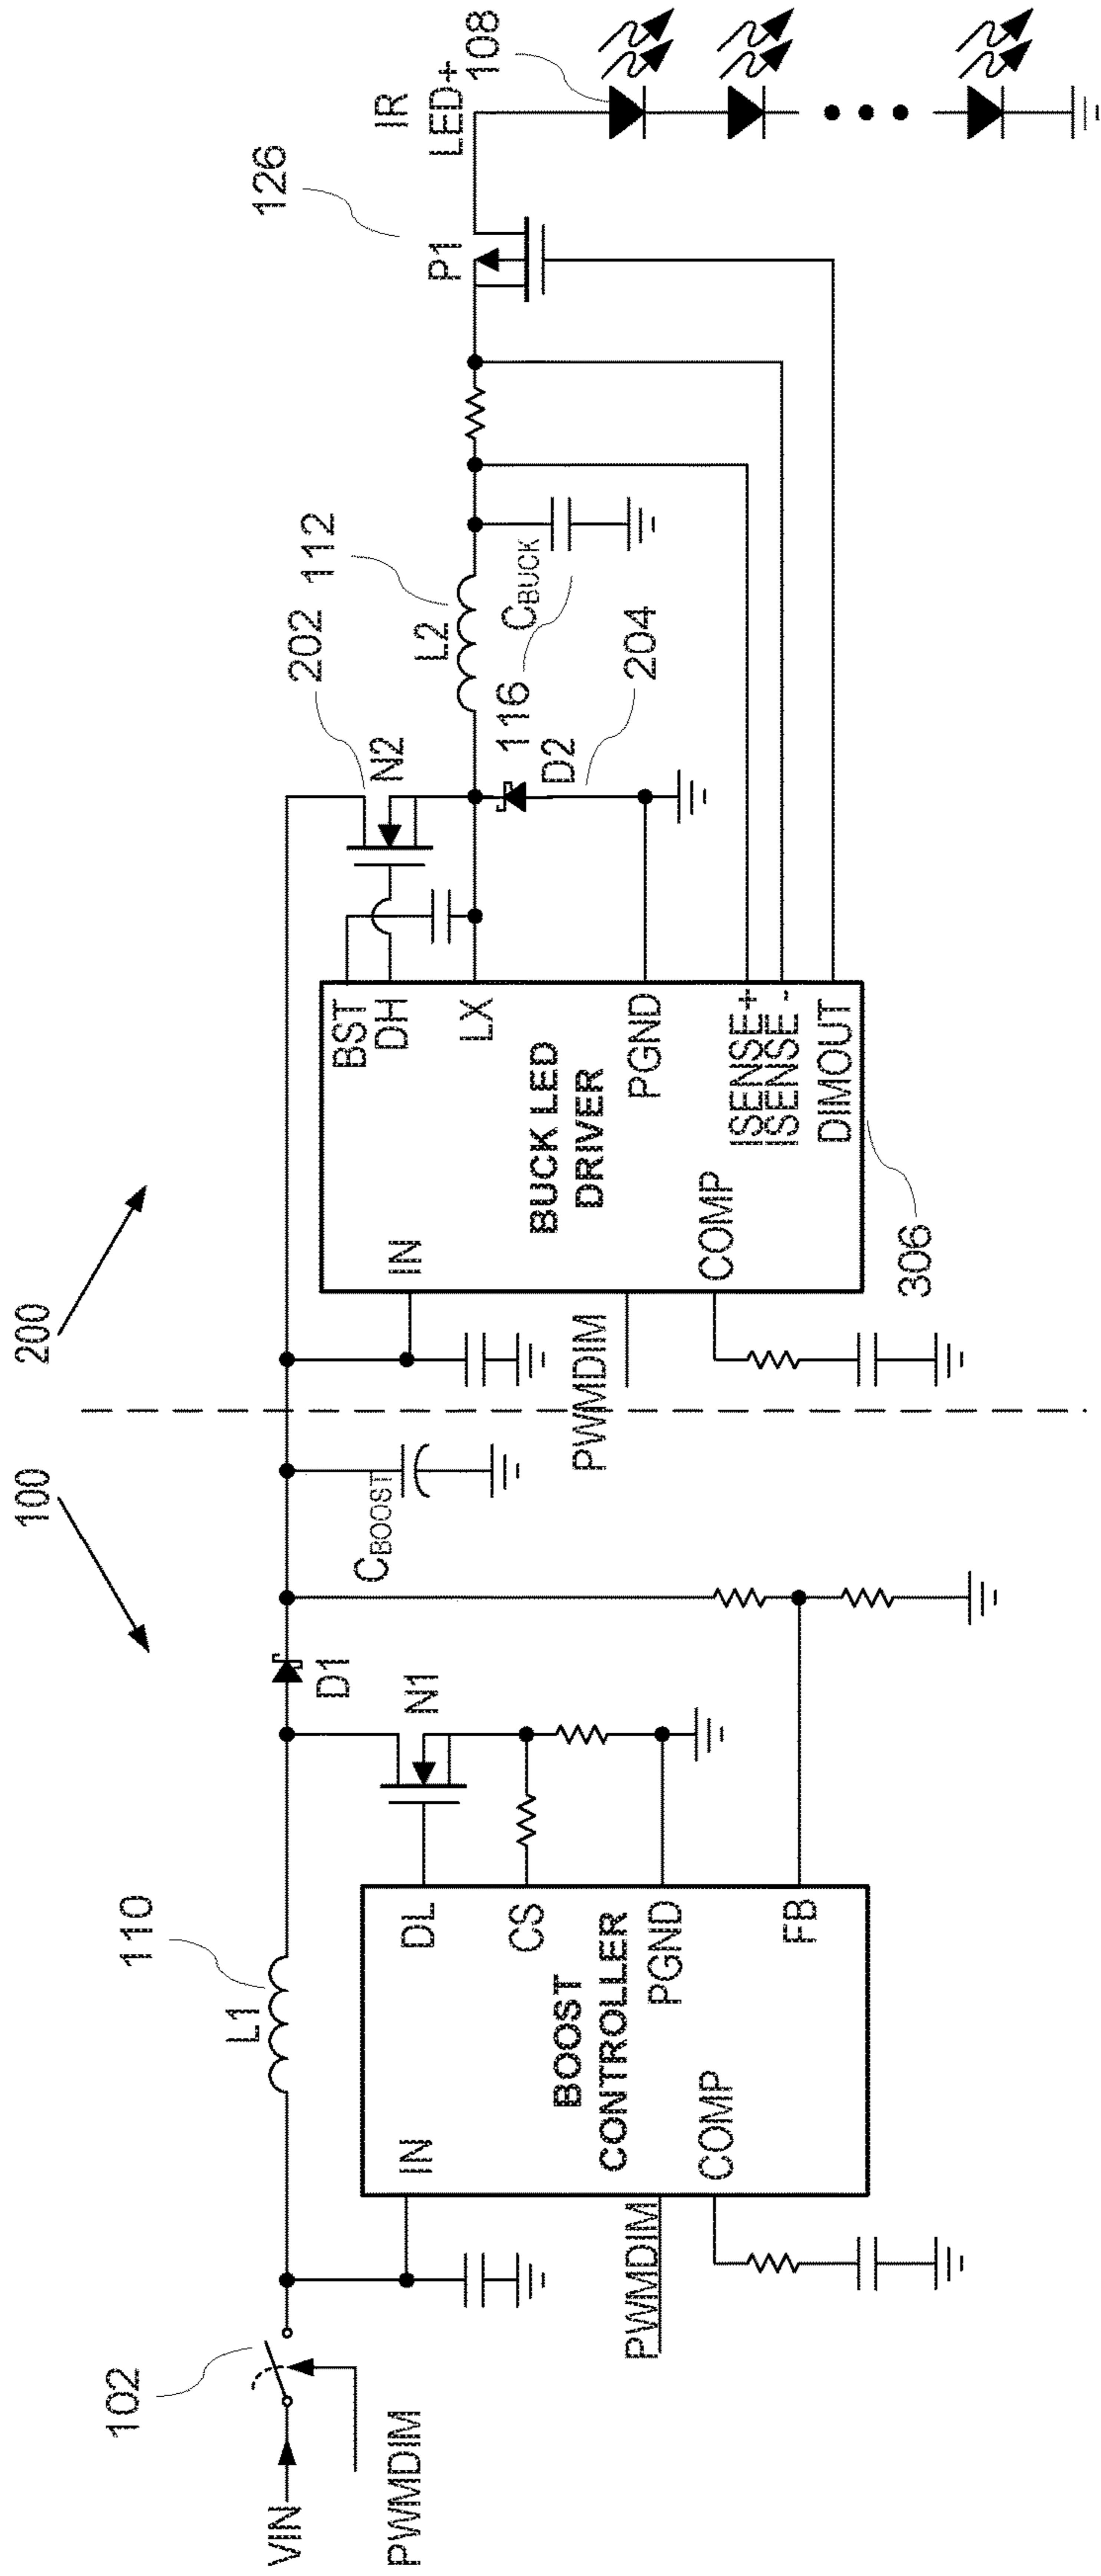 100
200
102
L1
110
VIN
PWMDIM
D1
N1
C_BOOST
IN
DL
CS
BOOST
CONTROLLER
PGND
PWMDIM
COMP
FB
202
N2
BST
DH
IN
LX
BUCK LED
DRIVER
PGND
PWMDIM
COMP
ISENSE+
ISENSE-
DIMOUT
306
L2
112
C_BUCK
116
D2
204
126
P1
IR
LED+
108